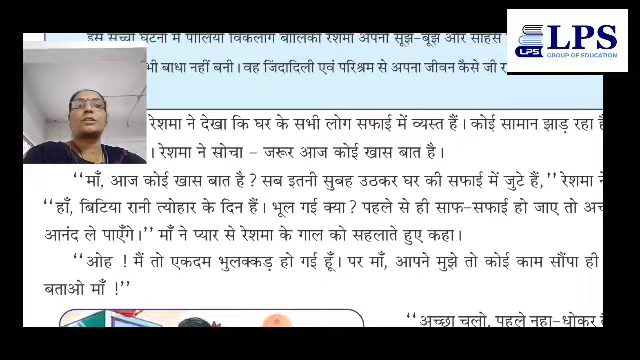 LPS
GROUP OF EDUCATION
LPS
इस सच्ची घटना में पोलियो विकलांग बालिका रेशमा अपनी सूझ-बूझ और साहस
भी बाधा नहीं बनी। वह जिंदादिली एवं परिश्रम से अपना जीवन कैसे जी
रेशमा ने देखा कि घर के सभी लोग सफाई में व्यस्त हैं। कोई सामान झाड़ रहा
। रेशमा ने सोचा – जरूर आज कोई खास बात है।
“माँ, आज कोई खास बात है? सब इतनी सुबह उठकर घर की सफाई में जुटे हैं,” रेशमा ने
“हाँ, बिटिया रानी त्योहार के दिन हैं। भूल गई क्या? पहले से ही साफ-सफाई हो जाए तो
आनंद ले पाएँगे।” माँ ने प्यार से रेशमा के गाल को सहलाते हुए कहा।
“ओह ! मैं तो एकदम भुलक्कड़ हो गई हूँ। पर माँ, आपने मुझे तो कोई काम सौंपा ही
बताओ माँ !”
“अच्छा चलो, पहले नहा-धोकर